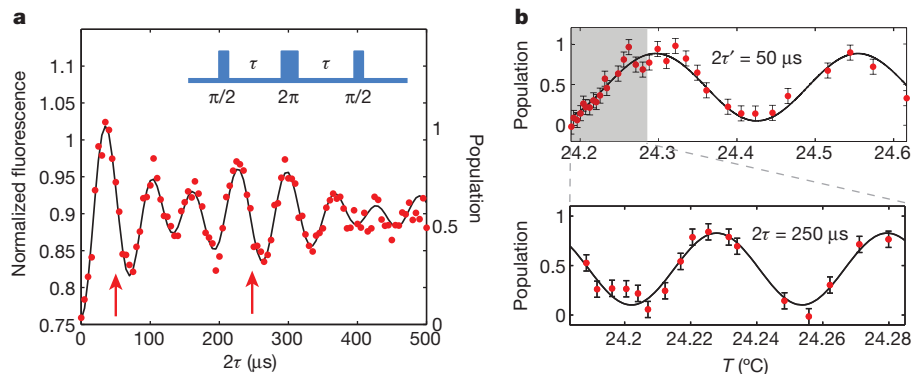 a
Normalized fluorescence
1.1
1.05
1
0.95
0.9
0.85
0.8
0.75
τ τ
π/2 2π π/2
1
0.5
0
Population
0 100 200 300 400 500
2τ (μs)
b
Population
1
0.5
0
2τ′ = 50 μs
24.2 24.3 24.4 24.5 24.6
Population
1
0.5
0
2τ = 250 μs
24.2 24.22 24.24 24.26 24.28
T (°C)